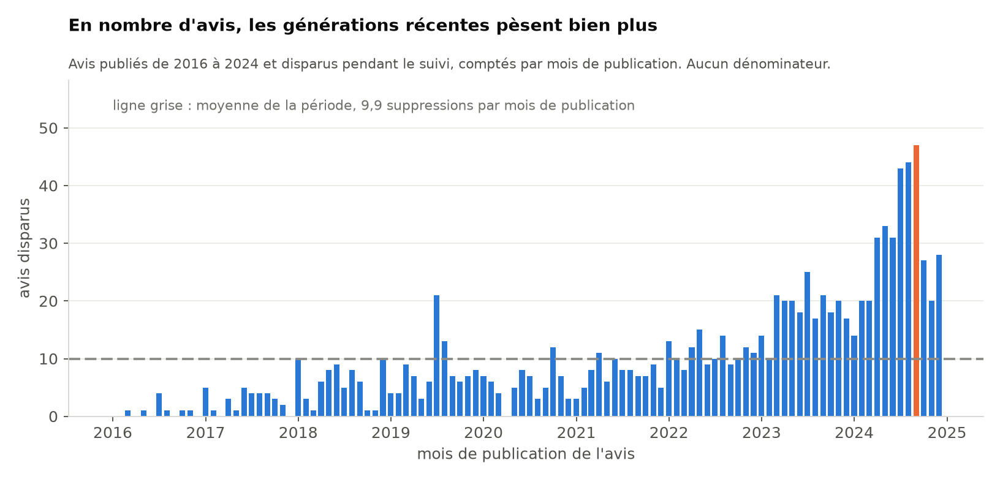 En nombre d'avis, les générations récentes pèsent bien plus
Avis publiés de 2016 à 2024 et disparus pendant le suivi, comptés par mois de publication. Aucun dénominateur.
ligne grise : moyenne de la période, 9,9 suppressions par mois de publication
50
40
30
20
10
0
avis disparus
2016 2017 2018 2019 2020 2021 2022 2023 2024 2025
mois de publication de l'avis